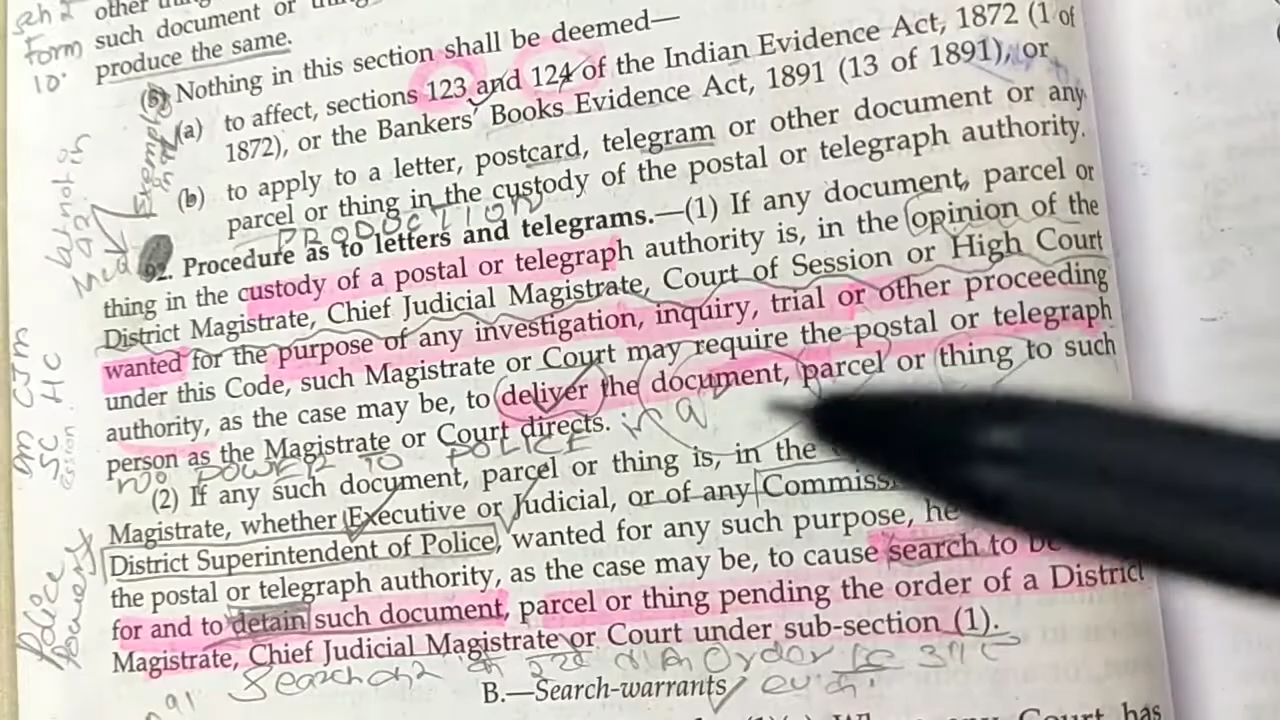 sch 2 other
Form such document or
10. produce the same.
(3) Nothing in this section shall be deemed—
(a) to affect, sections 123 and 124 of the Indian Evidence Act, 1872 (1 of
1872), or the Bankers' Books Evidence Act, 1891 (13 of 1891), or
(b) to apply to a letter, postcard, telegram or other document or any
parcel or thing in the custody of the postal or telegraph authority.
PRODUCTION
92. Procedure as to letters and telegrams.—(1) If any document, parcel or
thing in the custody of a postal or telegraph authority is, in the opinion of the
District Magistrate, Chief Judicial Magistrate, Court of Session or High Court
wanted for the purpose of any investigation, inquiry, trial or other proceeding
under this Code, such Magistrate or Court may require the postal or telegraph
authority, as the case may be, to deliver the document, parcel or thing to such
person as the Magistrate or Court directs.
DM CJM
SC. HC
NO POWER TO POLICE in
(2) If any such document, parcel or thing is, in the
Magistrate, whether Executive or Judicial, or of any
District Superintendent of Police, wanted for any such purpose, he
the postal or telegraph authority, as the case may be, to cause search to
for and to detain such document, parcel or thing pending the order of a District
Magistrate, Chief Judicial Magistrate or Court under sub-section (1).
Police
Powers
Search
91
B.—Search-warrants
Court has